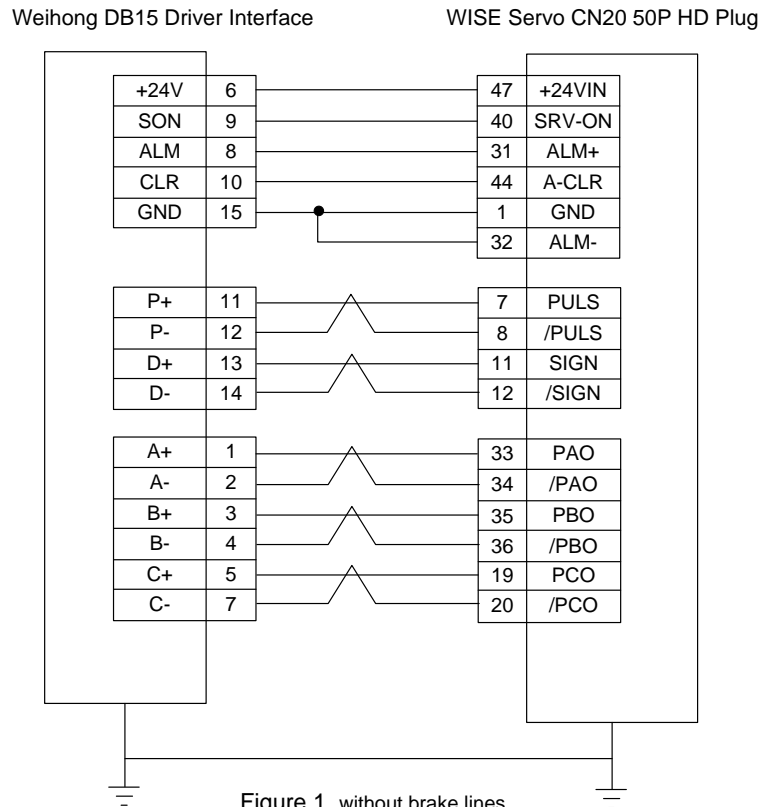 Weihong DB15 Driver Interface WISE Servo CN20 50P HD Plug
+24V 6 47 +24VIN
SON 9 40 SRV-ON
ALM 8 31 ALM+
CLR 10 44 A-CLR
GND 15 1 GND
32 ALM-
P+ 11 7 PULS
P- 12 8 /PULS
D+ 13 11 SIGN
D- 14 12 /SIGN
A+ 1 33 PAO
A- 2 34 /PAO
B+ 3 35 PBO
B- 4 36 /PBO
C+ 5 19 PCO
C- 7 20 /PCO
Figure 1 without brake lines